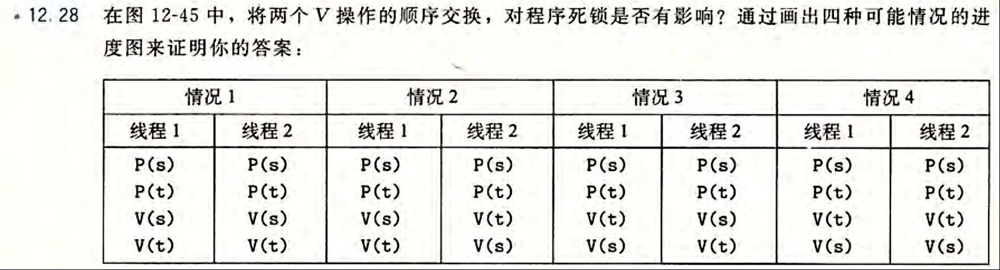 12.28 在图 12-45 中，将两个 V 操作的顺序交换，对程序死锁是否有影响？通过画出四种可能情况的进
度图来证明你的答案：
情况 1 情况 2 情况 3 情况 4
线程 1 线程 2 线程 1 线程 2 线程 1 线程 2 线程 1 线程 2
P(s) P(s) P(s) P(s) P(s) P(s) P(s) P(s)
P(t) P(t) P(t) P(t) P(t) P(t) P(t) P(t)
V(s) V(s) V(s) V(t) V(t) V(s) V(t) V(t)
V(t) V(t) V(t) V(s) V(s) V(t) V(s) V(s)